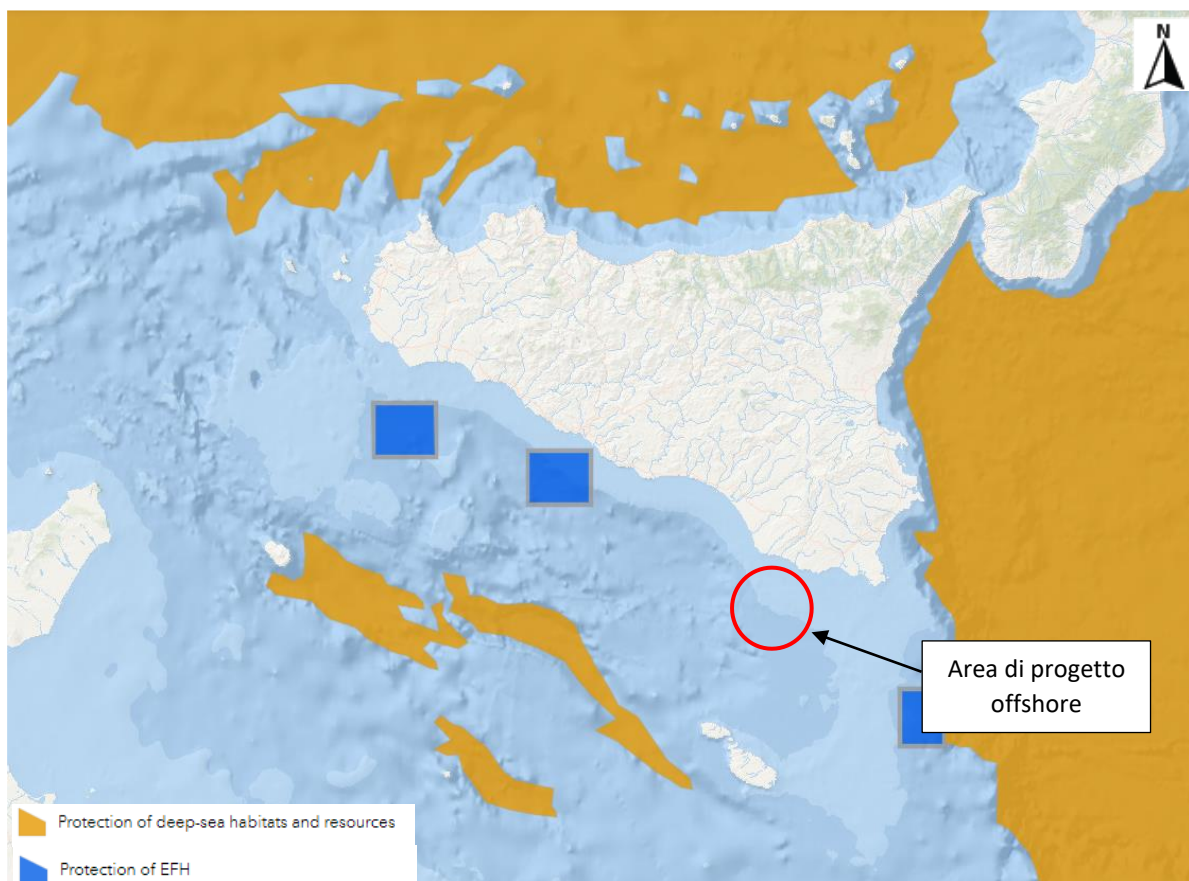 N
Area di progetto
offshore
Protection of deep-sea habitats and resources
Protection of EFH